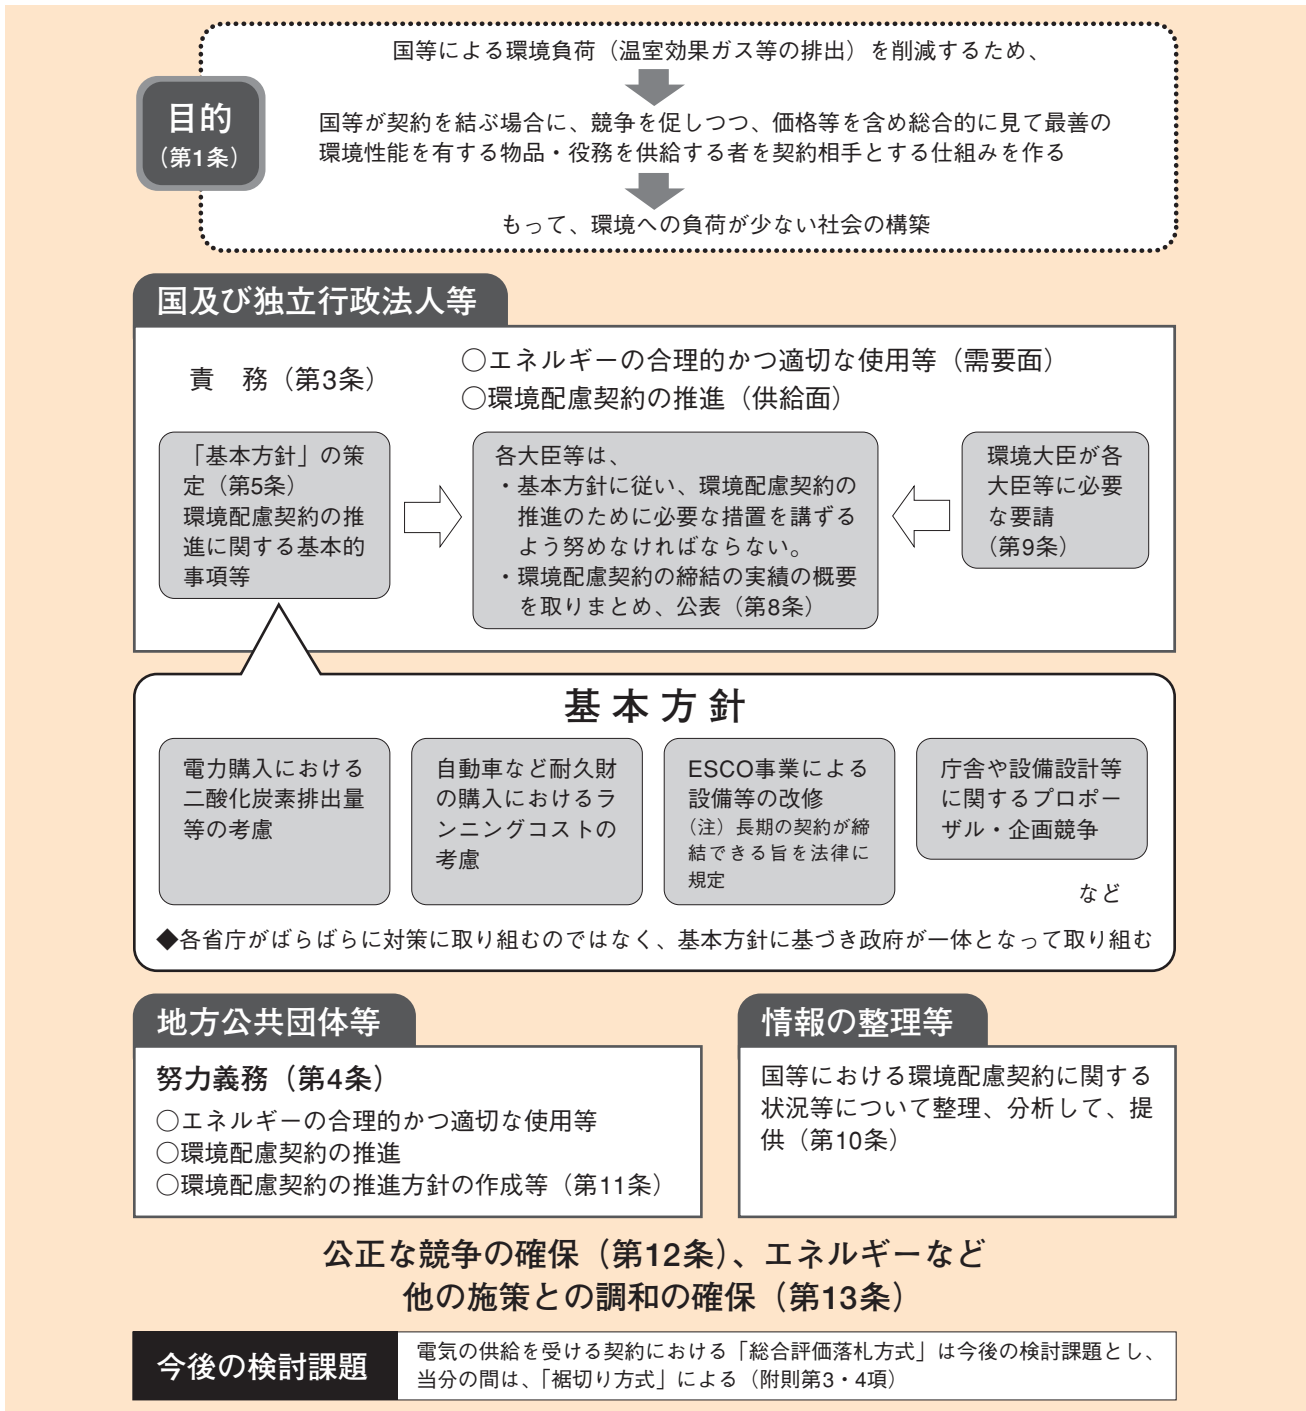 国等による環境負荷（温室効果ガス等の排出）を削減するため、
目的
（第1条）
国等が契約を結ぶ場合に、競争を促しつつ、価格等を含め総合的に見て最善の
環境性能を有する物品・役務を供給する者を契約相手とする仕組みを作る
もって、環境への負荷が少ない社会の構築
国及び独立行政法人等
責　務（第3条）
○エネルギーの合理的かつ適切な使用等（需要面）
○環境配慮契約の推進（供給面）
「基本方針」の策
定（第5条）
環境配慮契約の推
進に関する基本的
事項等
各大臣等は、
・基本方針に従い、環境配慮契約の
推進のために必要な措置を講ずる
よう努めなければならない。
・環境配慮契約の締結の実績の概要
を取りまとめ、公表（第8条）
環境大臣が各
大臣等に必要
な要請
（第9条）
基本方針
電力購入における
二酸化炭素排出量
等の考慮
自動車など耐久財
の購入におけるラ
ンニングコストの
考慮
ESCO事業による
設備等の改修
（注）長期の契約が締
結できる旨を法律に
規定
庁舎や設備設計等
に関するプロポー
ザル・企画競争
など
◆各省庁がばらばらに対策に取り組むのではなく、基本方針に基づき政府が一体となって取り組む
地方公共団体等
努力義務（第4条）
○エネルギーの合理的かつ適切な使用等
○環境配慮契約の推進
○環境配慮契約の推進方針の作成等（第11条）
情報の整理等
国等における環境配慮契約に関する
状況等について整理、分析して、提
供（第10条）
公正な競争の確保（第12条）、エネルギーなど
他の施策との調和の確保（第13条）
今後の検討課題
電気の供給を受ける契約における「総合評価落札方式」は今後の検討課題とし、
当分の間は、「裾切り方式」による（附則第3・4項）